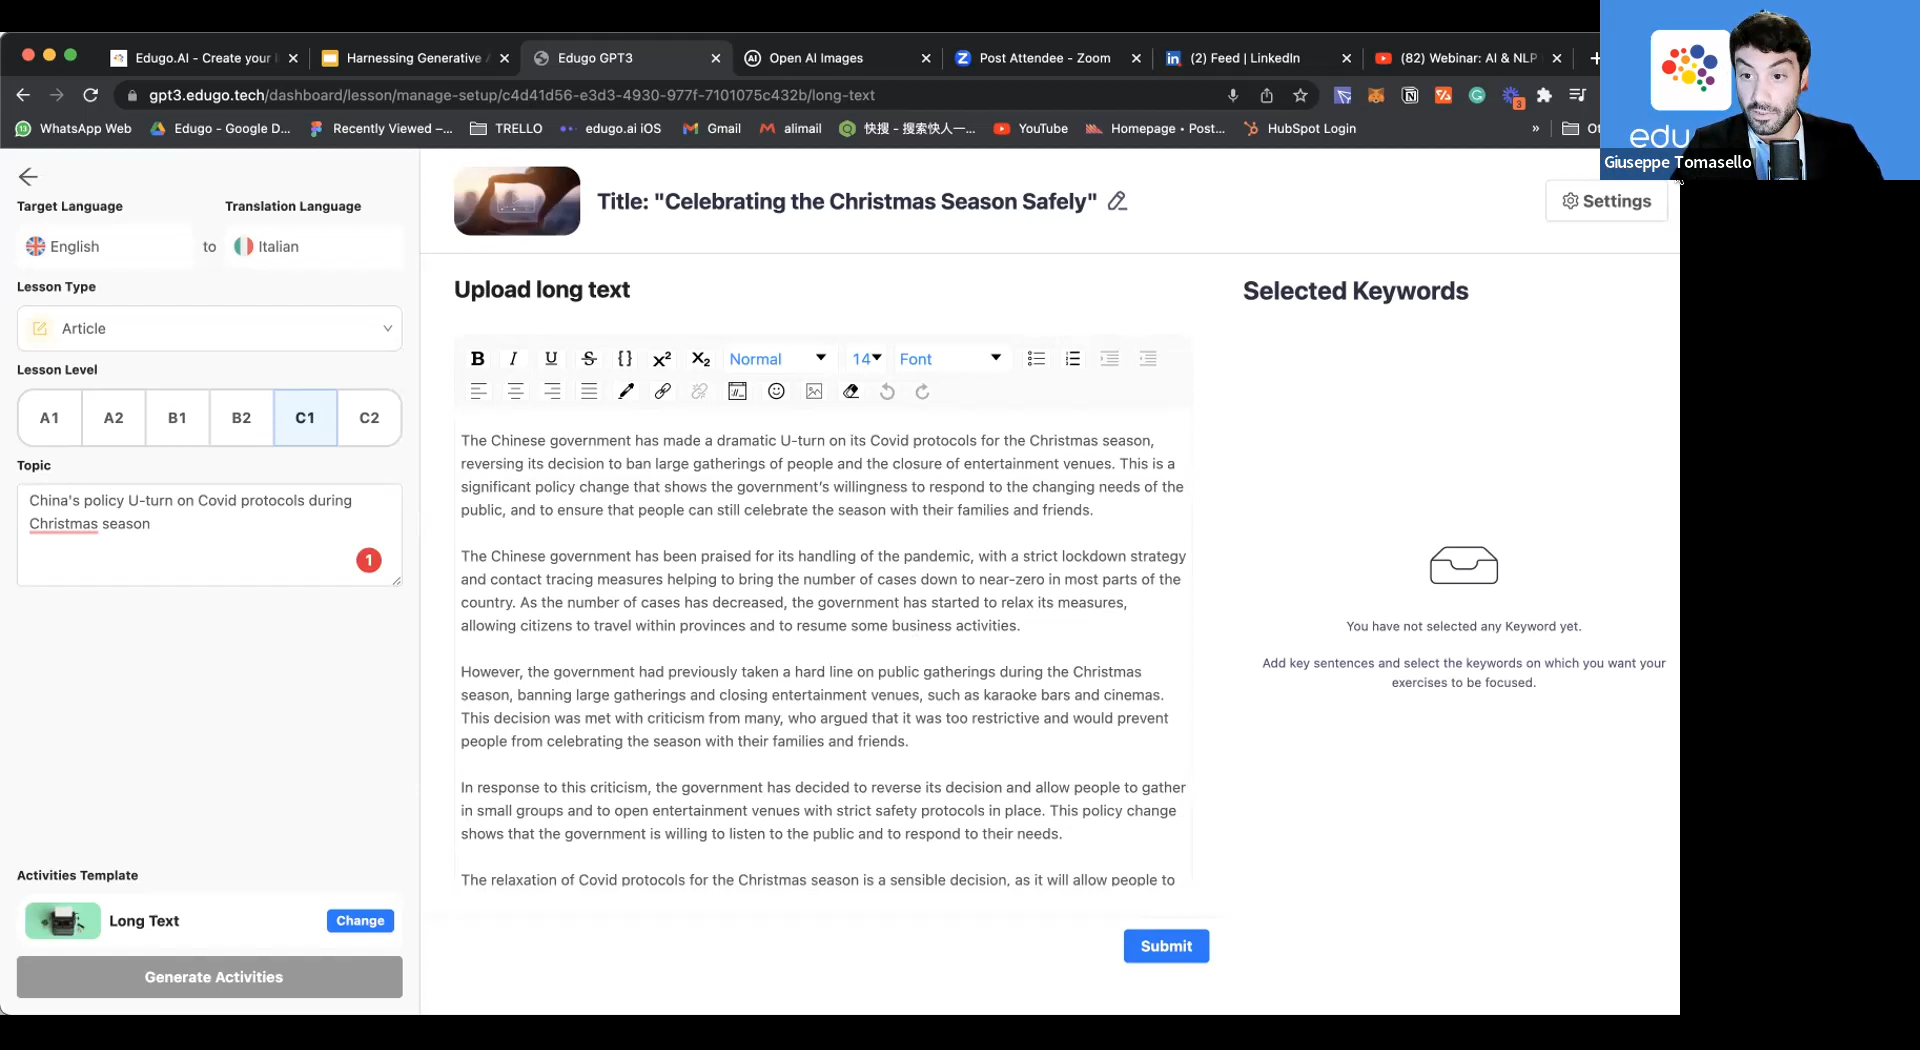 Edugo.AI - Create your
Harnessing Generative
Edugo GPT3
Open AI Images
Post Attendee - Zoom
(2) Feed | LinkedIn
(82) Webinar: AI & NLP
gpt3.edugo.tech/dashboard/lesson/manage-setup/c4d41d56-e3d3-4930-977f-7101075c432b/long-text
3
WhatsApp Web
Edugo - Google D...
Recently Viewed –...
TRELLO
edugo.ai iOS
Gmail
alimail
快搜 - 搜索快人一...
YouTube
Homepage • Post...
HubSpot Login
»
edu
Giuseppe Tomasello
Target Language
Translation Language
English
to
Italian
Lesson Type
Article
Lesson Level
A1 A2 B1 B2 C1 C2
Topic
China's policy U-turn on Covid protocols during
Christmas season
1
Activities Template
Long Text
Change
Generate Activities
Title: "Celebrating the Christmas Season Safely"
Settings
Upload long text
B I U S {} X² X₂ Normal 14 Font
The Chinese government has made a dramatic U-turn on its Covid protocols for the Christmas season,
reversing its decision to ban large gatherings of people and the closure of entertainment venues. This is a
significant policy change that shows the government's willingness to respond to the changing needs of the
public, and to ensure that people can still celebrate the season with their families and friends.
The Chinese government has been praised for its handling of the pandemic, with a strict lockdown strategy
and contact tracing measures helping to bring the number of cases down to near-zero in most parts of the
country. As the number of cases has decreased, the government has started to relax its measures,
allowing citizens to travel within provinces and to resume some business activities.
However, the government had previously taken a hard line on public gatherings during the Christmas
season, banning large gatherings and closing entertainment venues, such as karaoke bars and cinemas.
This decision was met with criticism from many, who argued that it was too restrictive and would prevent
people from celebrating the season with their families and friends.
In response to this criticism, the government has decided to reverse its decision and allow people to gather
in small groups and to open entertainment venues with strict safety protocols in place. This policy change
shows that the government is willing to listen to the public and to respond to their needs.
The relaxation of Covid protocols for the Christmas season is a sensible decision, as it will allow people to
Submit
Selected Keywords
You have not selected any Keyword yet.
Add key sentences and select the keywords on which you want your
exercises to be focused.